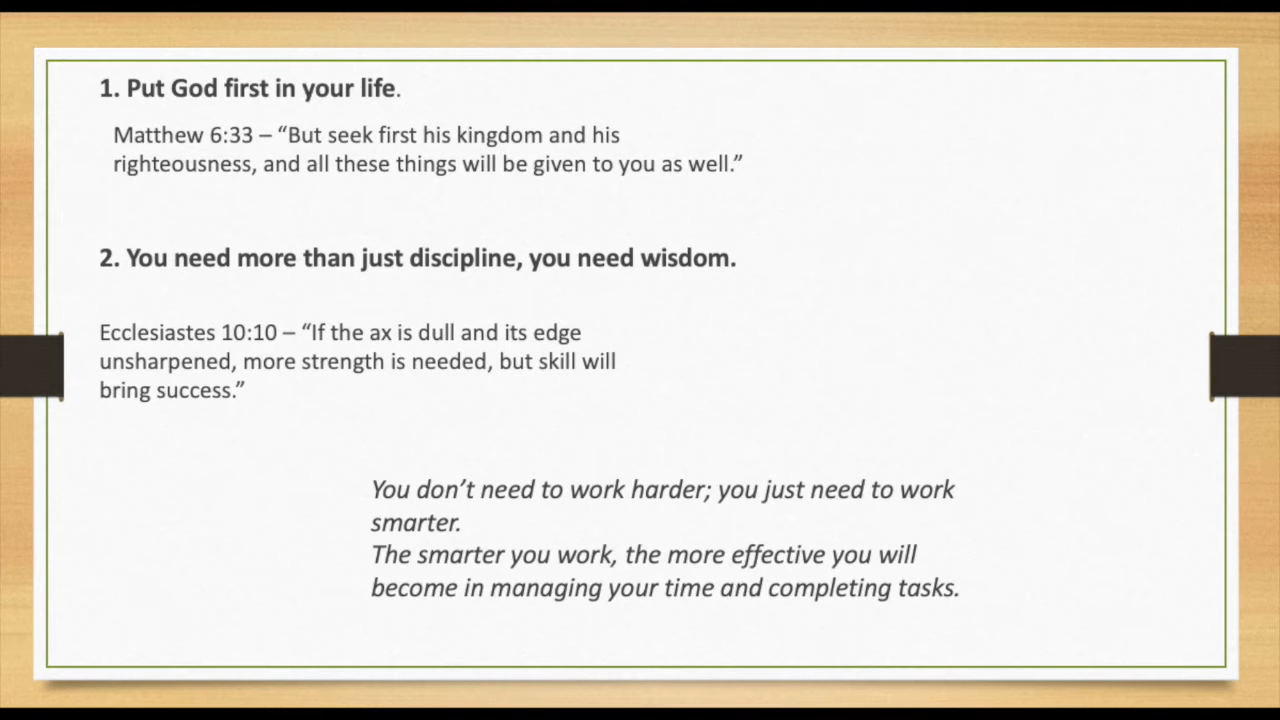 1. Put God first in your life.
Matthew 6:33 – “But seek first his kingdom and his
righteousness, and all these things will be given to you as well.”
2. You need more than just discipline, you need wisdom.
Ecclesiastes 10:10 – “If the ax is dull and its edge
unsharpened, more strength is needed, but skill will
bring success.”
You don’t need to work harder; you just need to work
smarter.
The smarter you work, the more effective you will
become in managing your time and completing tasks.